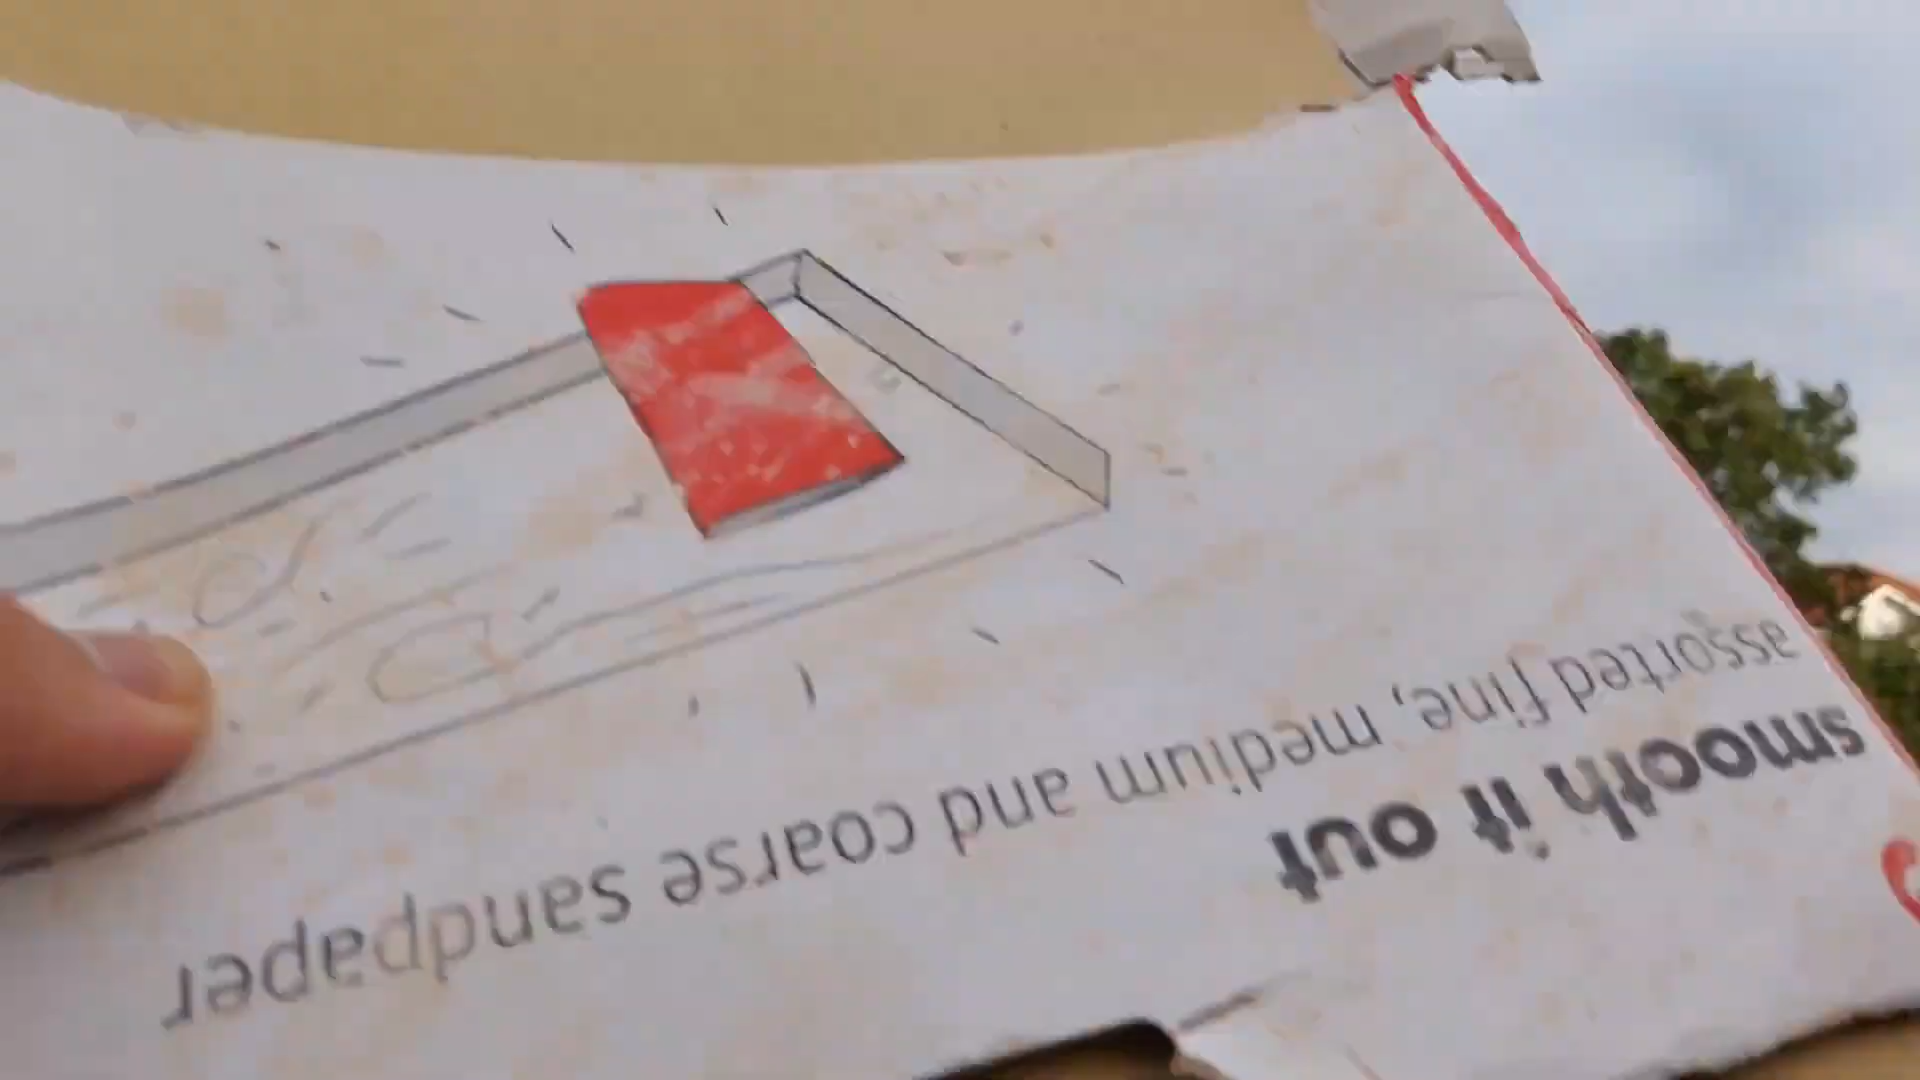 smooth it out
assorted fine, medium and coarse sandpaper